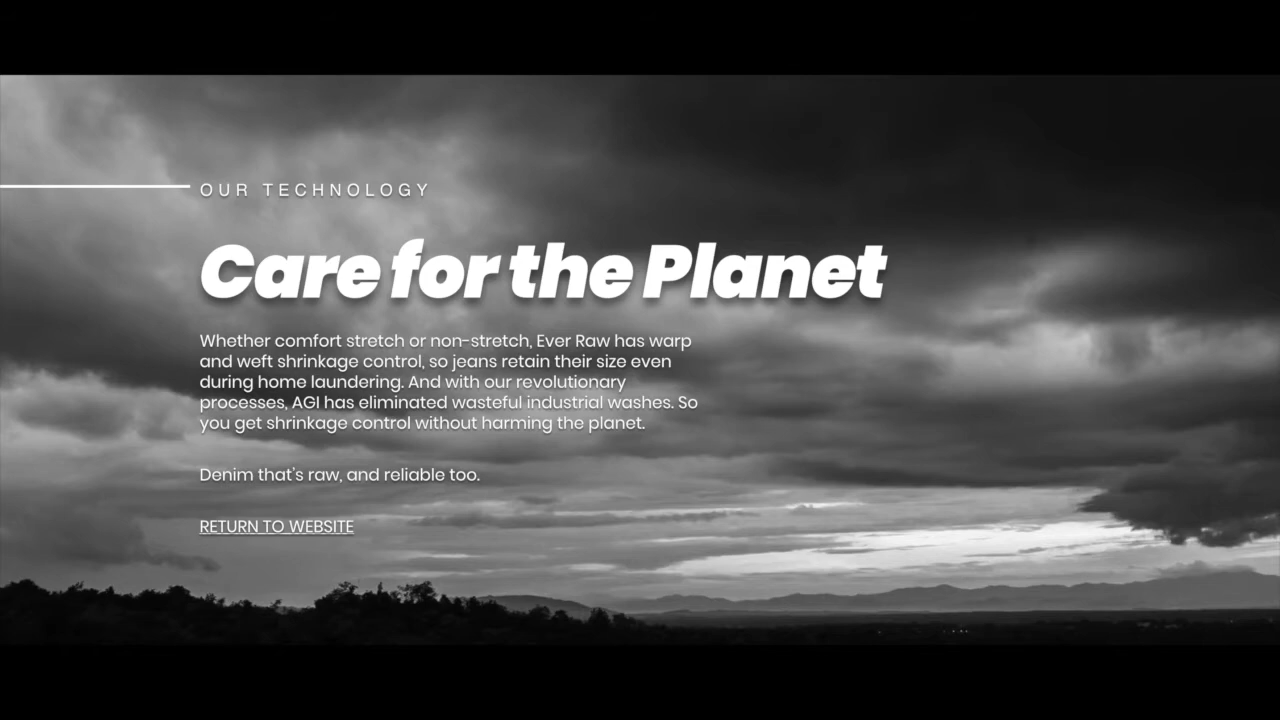 OUR TECHNOLOGY
Care for the Planet
Whether comfort stretch or non-stretch, Ever Raw has warp
and weft shrinkage control, so jeans retain their size even
during home laundering. And with our revolutionary
processes, AGI has eliminated wasteful industrial washes. So
you get shrinkage control without harming the planet.
Denim that's raw, and reliable too.
RETURN TO WEBSITE